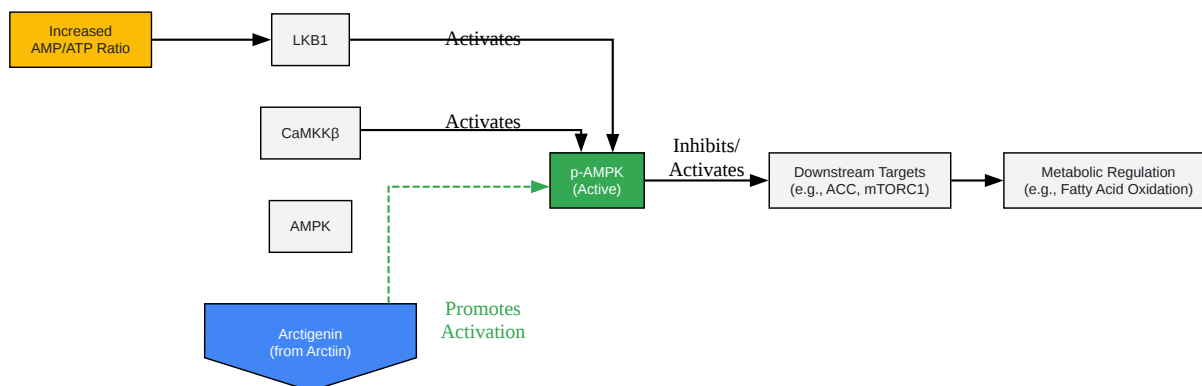 Increased
AMP/ATP Ratio
LKB1
Activates
CaMKKβ
Activates
Inhibits/
Activates
p-AMPK
(Active)
Downstream Targets
(e.g., ACC, mTORC1)
Metabolic Regulation
(e.g., Fatty Acid Oxidation)
AMPK
Promotes
Activation
Arctigenin
(from Arctiin)